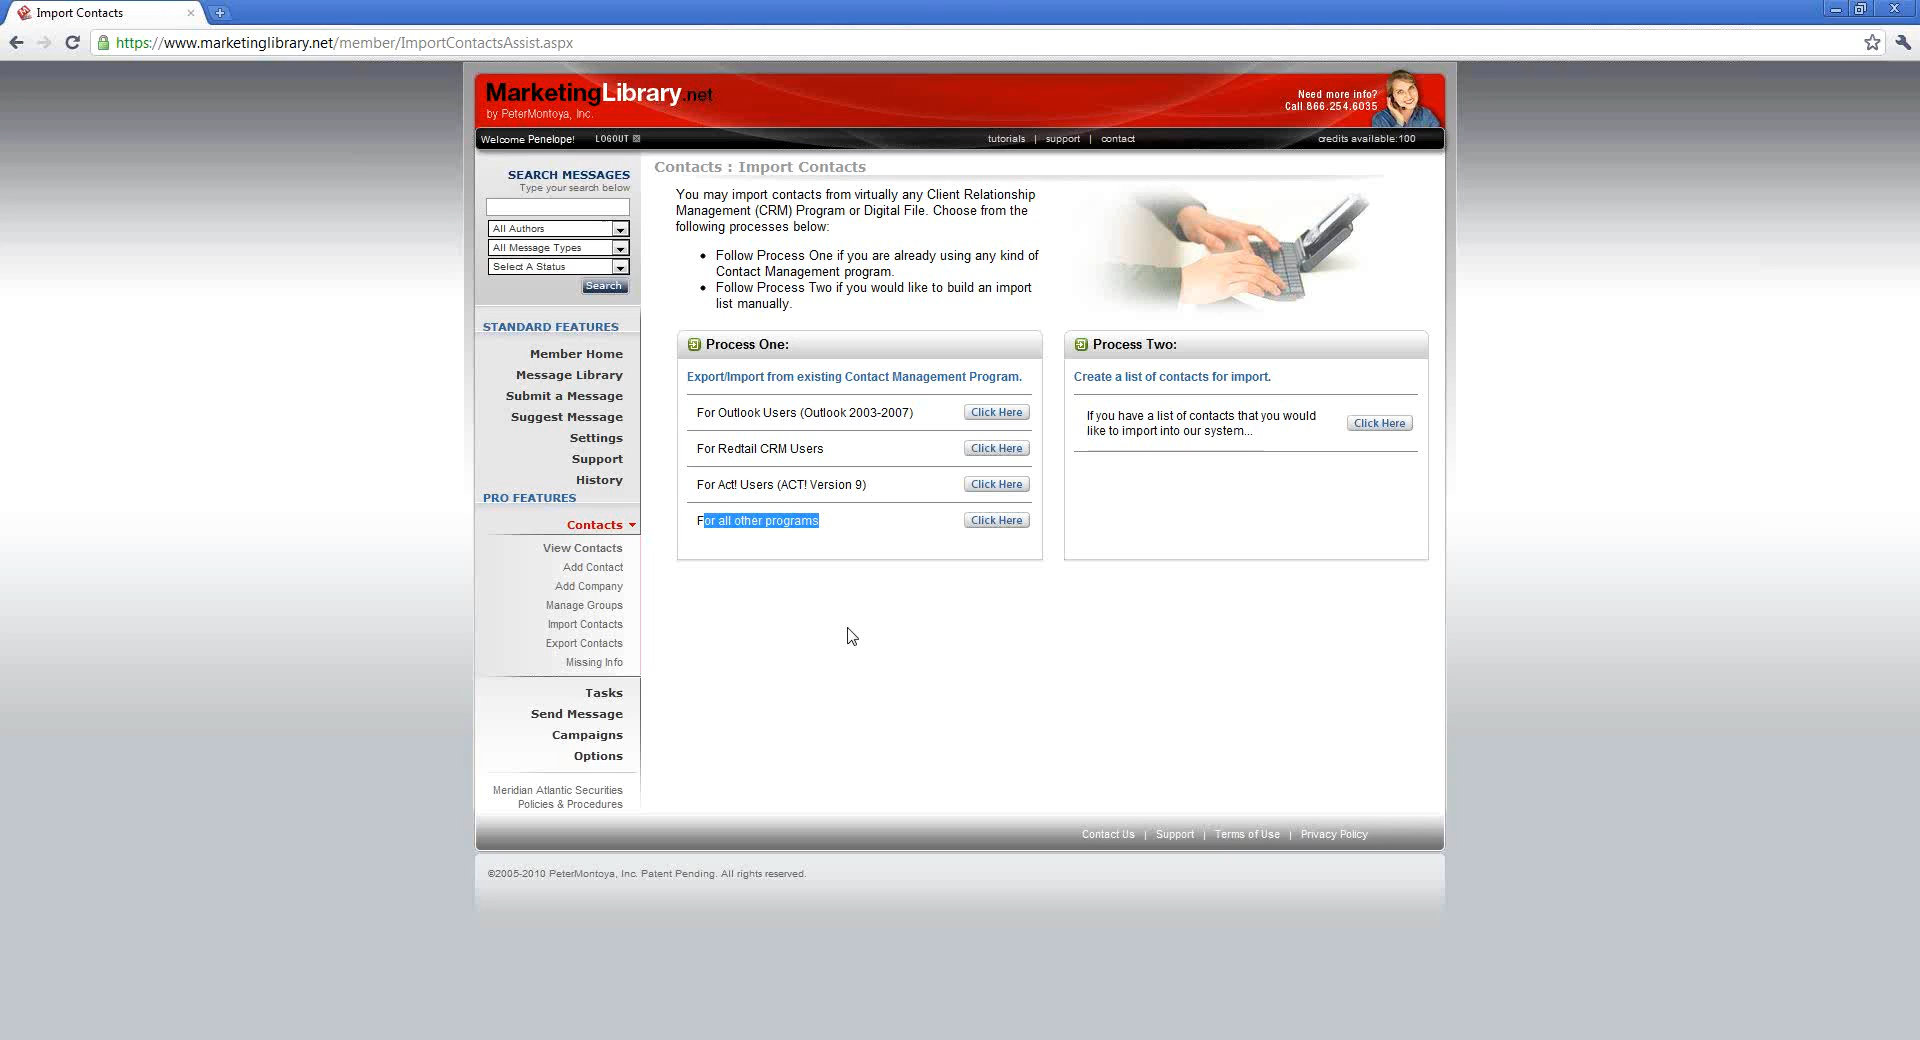 Import Contacts
https://www.marketinglibrary.net/member/ImportContactsAssist.aspx
MarketingLibrary.net
by PeterMontoya, Inc.
Need more info?
Call 866.254.6035
Welcome Penelope! LOGOUT
tutorials | support | contact
credits available:100
SEARCH MESSAGES
Type your search below
All Authors
All Message Types
Select A Status
Search
STANDARD FEATURES
Member Home
Message Library
Submit a Message
Suggest Message
Settings
Support
History
PRO FEATURES
Contacts
View Contacts
Add Contact
Add Company
Manage Groups
Import Contacts
Export Contacts
Missing Info
Tasks
Send Message
Campaigns
Options
Meridian Atlantic Securities
Policies & Procedures
Contacts : Import Contacts
You may import contacts from virtually any Client Relationship
Management (CRM) Program or Digital File. Choose from the
following processes below:
• Follow Process One if you are already using any kind of
Contact Management program.
• Follow Process Two if you would like to build an import
list manually.
Process One:
Export/Import from existing Contact Management Program.
For Outlook Users (Outlook 2003-2007) Click Here
For Redtail CRM Users Click Here
For Act! Users (ACT! Version 9) Click Here
For all other programs Click Here
Process Two:
Create a list of contacts for import.
If you have a list of contacts that you would
like to import into our system...
Click Here
Contact Us | Support | Terms of Use | Privacy Policy
©2005-2010 PeterMontoya, Inc. Patent Pending. All rights reserved.